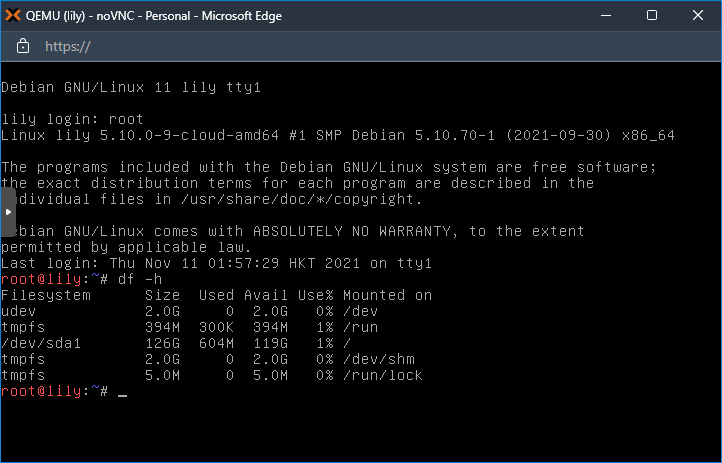 QEMU (lily) - noVNC - Personal - Microsoft Edge
https://
Debian GNU/Linux 11 lily tty1
lily login: root
Linux lily 5.10.0-9-cloud-amd64 #1 SMP Debian 5.10.70-1 (2021-09-30) x86_64
The programs included with the Debian GNU/Linux system are free software;
the exact distribution terms for each program are described in the
individual files in /usr/share/doc/*/copyright.
Debian GNU/Linux comes with ABSOLUTELY NO WARRANTY, to the extent
permitted by applicable law.
Last login: Thu Nov 11 01:57:29 HKT 2021 on tty1
root@lily:~# df -h
Filesystem      Size  Used Avail Use% Mounted on
udev            2.0G     0  2.0G   0% /dev
tmpfs           394M  300K  394M   1% /run
/dev/sda1       126G  604M  119G   1% /
tmpfs           2.0G     0  2.0G   0% /dev/shm
tmpfs           5.0M     0  5.0M   0% /run/lock
root@lily:~# _